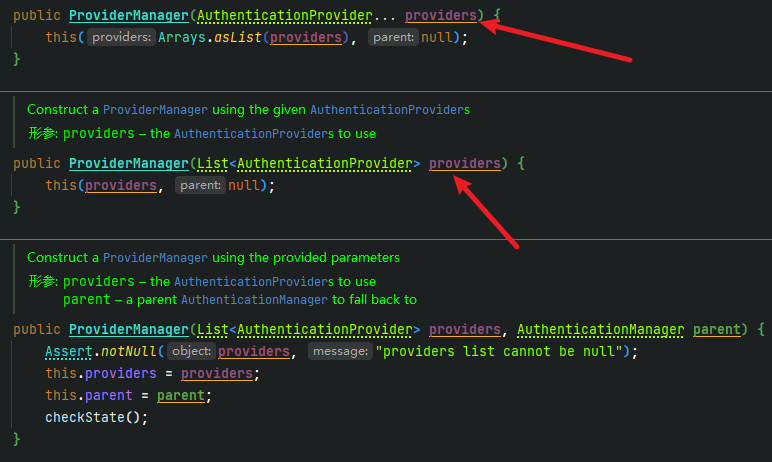 public ProviderManager(AuthenticationProvider... providers) {
this( providers: Arrays.asList(providers), parent: null);
}
Construct a ProviderManager using the given AuthenticationProviders
形参: providers – the AuthenticationProviders to use
public ProviderManager(List<AuthenticationProvider> providers) {
this(providers, parent: null);
}
Construct a ProviderManager using the provided parameters
形参: providers – the AuthenticationProviders to use
parent – a parent AuthenticationManager to fall back to
public ProviderManager(List<AuthenticationProvider> providers, AuthenticationManager parent) {
Assert.notNull( object: providers, message: "providers list cannot be null");
this.providers = providers;
this.parent = parent;
checkState();
}